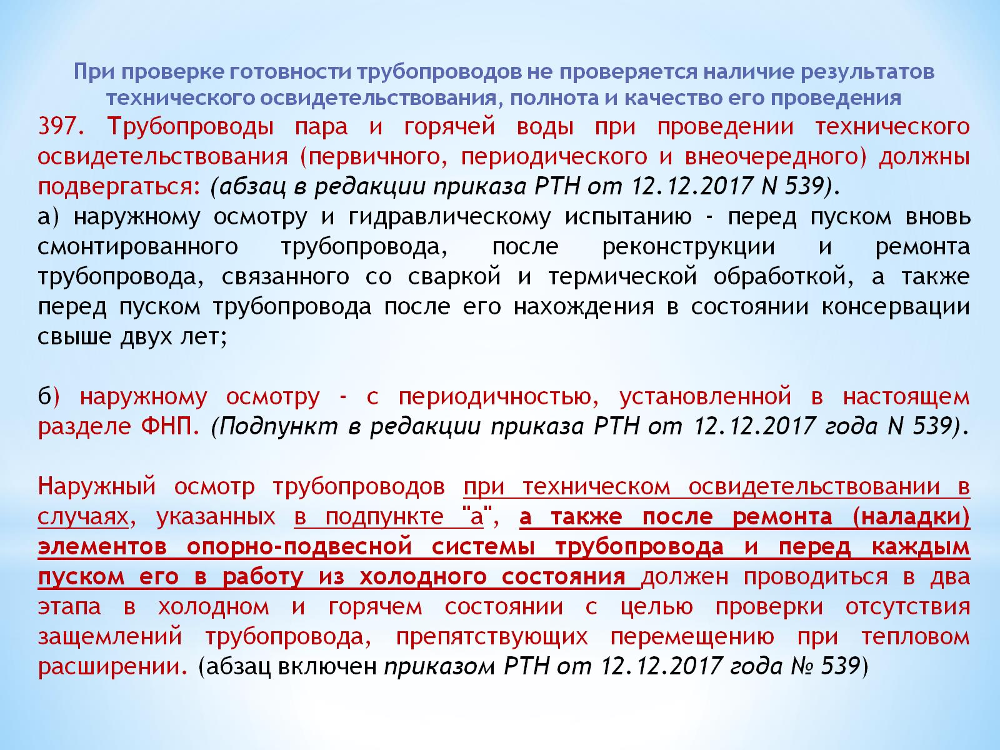 При проверке готовности трубопроводов не проверяется наличие результатов
технического освидетельствования, полнота и качество его проведения
397. Трубопроводы пара и горячей воды при проведении технического
освидетельствования (первичного, периодического и внеочередного) должны
подвергаться: (абзац в редакции приказа РТН от 12.12.2017 N 539).
а) наружному осмотру и гидравлическому испытанию - перед пуском вновь
смонтированного трубопровода, после реконструкции и ремонта
трубопровода, связанного со сваркой и термической обработкой, а также
перед пуском трубопровода после его нахождения в состоянии консервации
свыше двух лет;
б) наружному осмотру - с периодичностью, установленной в настоящем
разделе ФНП. (Подпункт в редакции приказа РТН от 12.12.2017 года N 539).
Наружный осмотр трубопроводов при техническом освидетельствовании в
случаях, указанных в подпункте "а", а также после ремонта (наладки)
элементов опорно-подвесной системы трубопровода и перед каждым
пуском его в работу из холодного состояния должен проводиться в два
этапа в холодном и горячем состоянии с целью проверки отсутствия
защемлений трубопровода, препятствующих перемещению при тепловом
расширении. (абзац включен приказом РТН от 12.12.2017 года № 539)